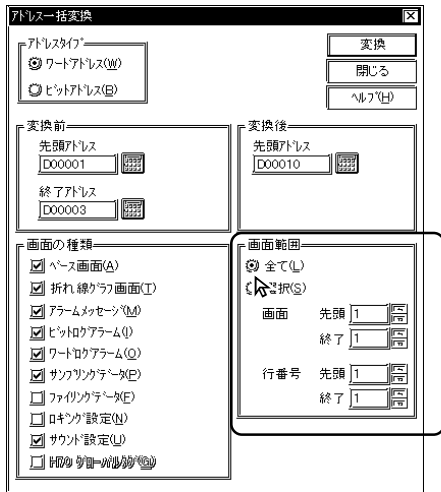 アドレス一括変換
アドレスタイプ
ワードアドレス(W)
ビットアドレス(B)
変換
閉じる
ヘルプ(H)
変換前
先頭アドレス
D00001
終了アドレス
D00003
変換後
先頭アドレス
D00010
画面の種類
ベース画面(A)
折れ線グラフ画面(T)
アラームメッセージ(M)
ビットログアラーム(I)
ワードログアラーム(O)
サンプリングデータ(P)
ファイリングデータ(F)
ロギング設定(N)
サウンド設定(U)
グローバル
画面範囲
全て(L)
選択(S)
画面 先頭 1
終了 1
行番号 先頭 1
終了 1